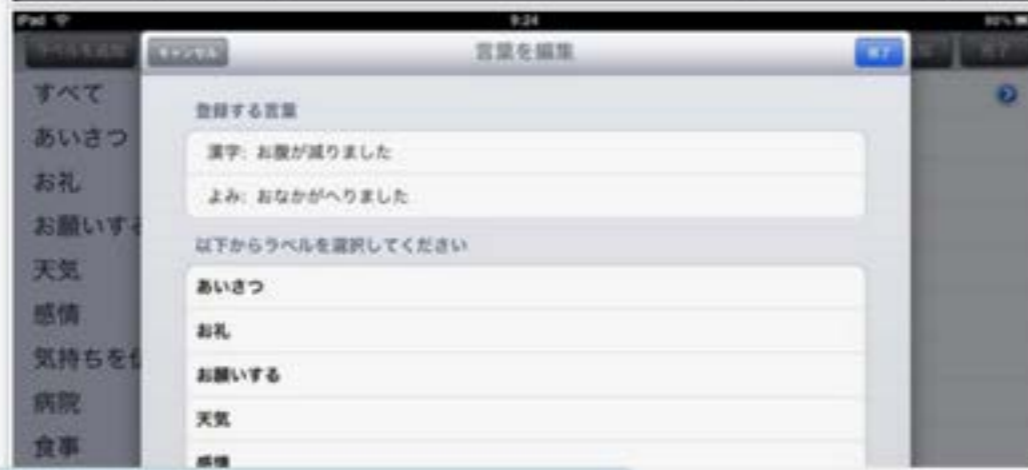 iPad 9:24 92%
キャンセル 言葉を編集 完了
すべて
あいさつ
お礼
お願いする
天気
感情
気持ちを伝
病院
食事
登録する言葉
漢字: お腹が減りました
よみ: おなかがへりました
以下からラベルを選択してください
あいさつ
お礼
お願いする
天気
感情